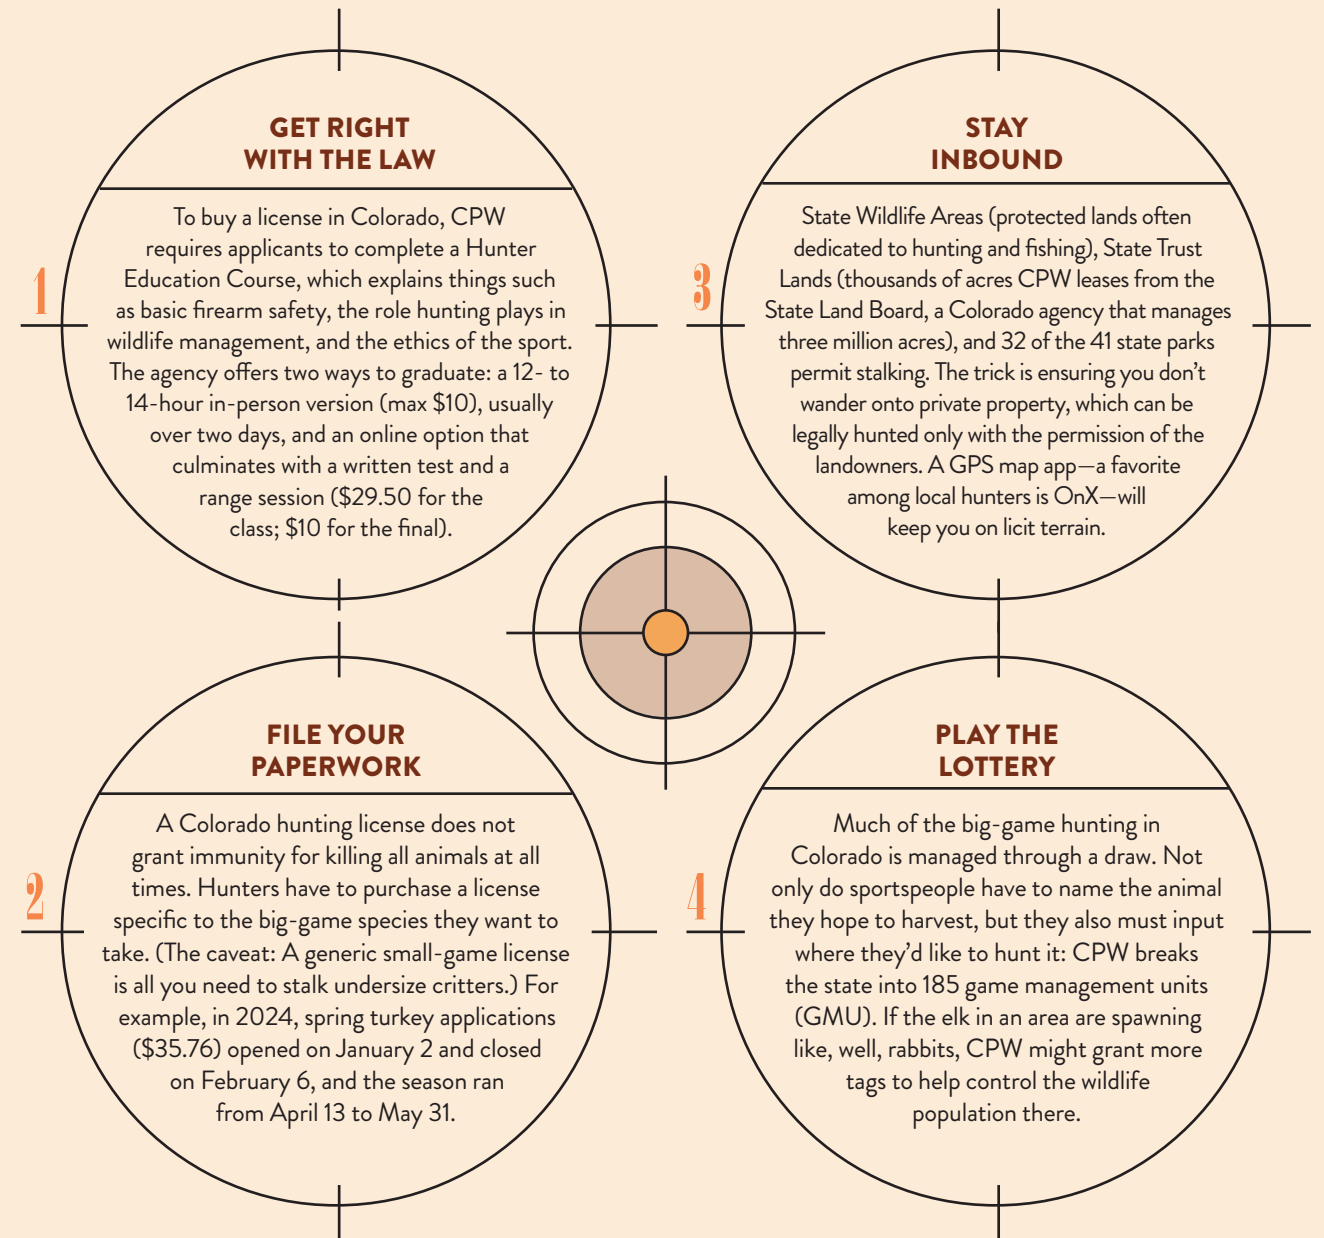 1
GET RIGHT
WITH THE LAW
To buy a license in Colorado, CPW
requires applicants to complete a Hunter
Education Course, which explains things such
as basic firearm safety, the role hunting plays in
wildlife management, and the ethics of the sport.
The agency offers two ways to graduate: a 12- to
14-hour in-person version (max $10), usually
over two days, and an online option that
culminates with a written test and a
range session ($29.50 for the
class; $10 for the final).
2
FILE YOUR
PAPERWORK
A Colorado hunting license does not
grant immunity for killing all animals at all
times. Hunters have to purchase a license
specific to the big-game species they want to
take. (The caveat: A generic small-game license
is all you need to stalk undersize critters.) For
example, in 2024, spring turkey applications
($35.76) opened on January 2 and closed
on February 6, and the season ran
from April 13 to May 31.
3
STAY
INBOUND
State Wildlife Areas (protected lands often
dedicated to hunting and fishing), State Trust
Lands (thousands of acres CPW leases from the
State Land Board, a Colorado agency that manages
three million acres), and 32 of the 41 state parks
permit stalking. The trick is ensuring you don’t
wander onto private property, which can be
legally hunted only with the permission of the
landowners. A GPS map app—a favorite
among local hunters is OnX—will
keep you on licit terrain.
4
PLAY THE
LOTTERY
Much of the big-game hunting in
Colorado is managed through a draw. Not
only do sportspeople have to name the animal
they hope to harvest, but they also must input
where they’d like to hunt it: CPW breaks
the state into 185 game management units
(GMU). If the elk in an area are spawning
like, well, rabbits, CPW might grant more
tags to help control the wildlife
population there.